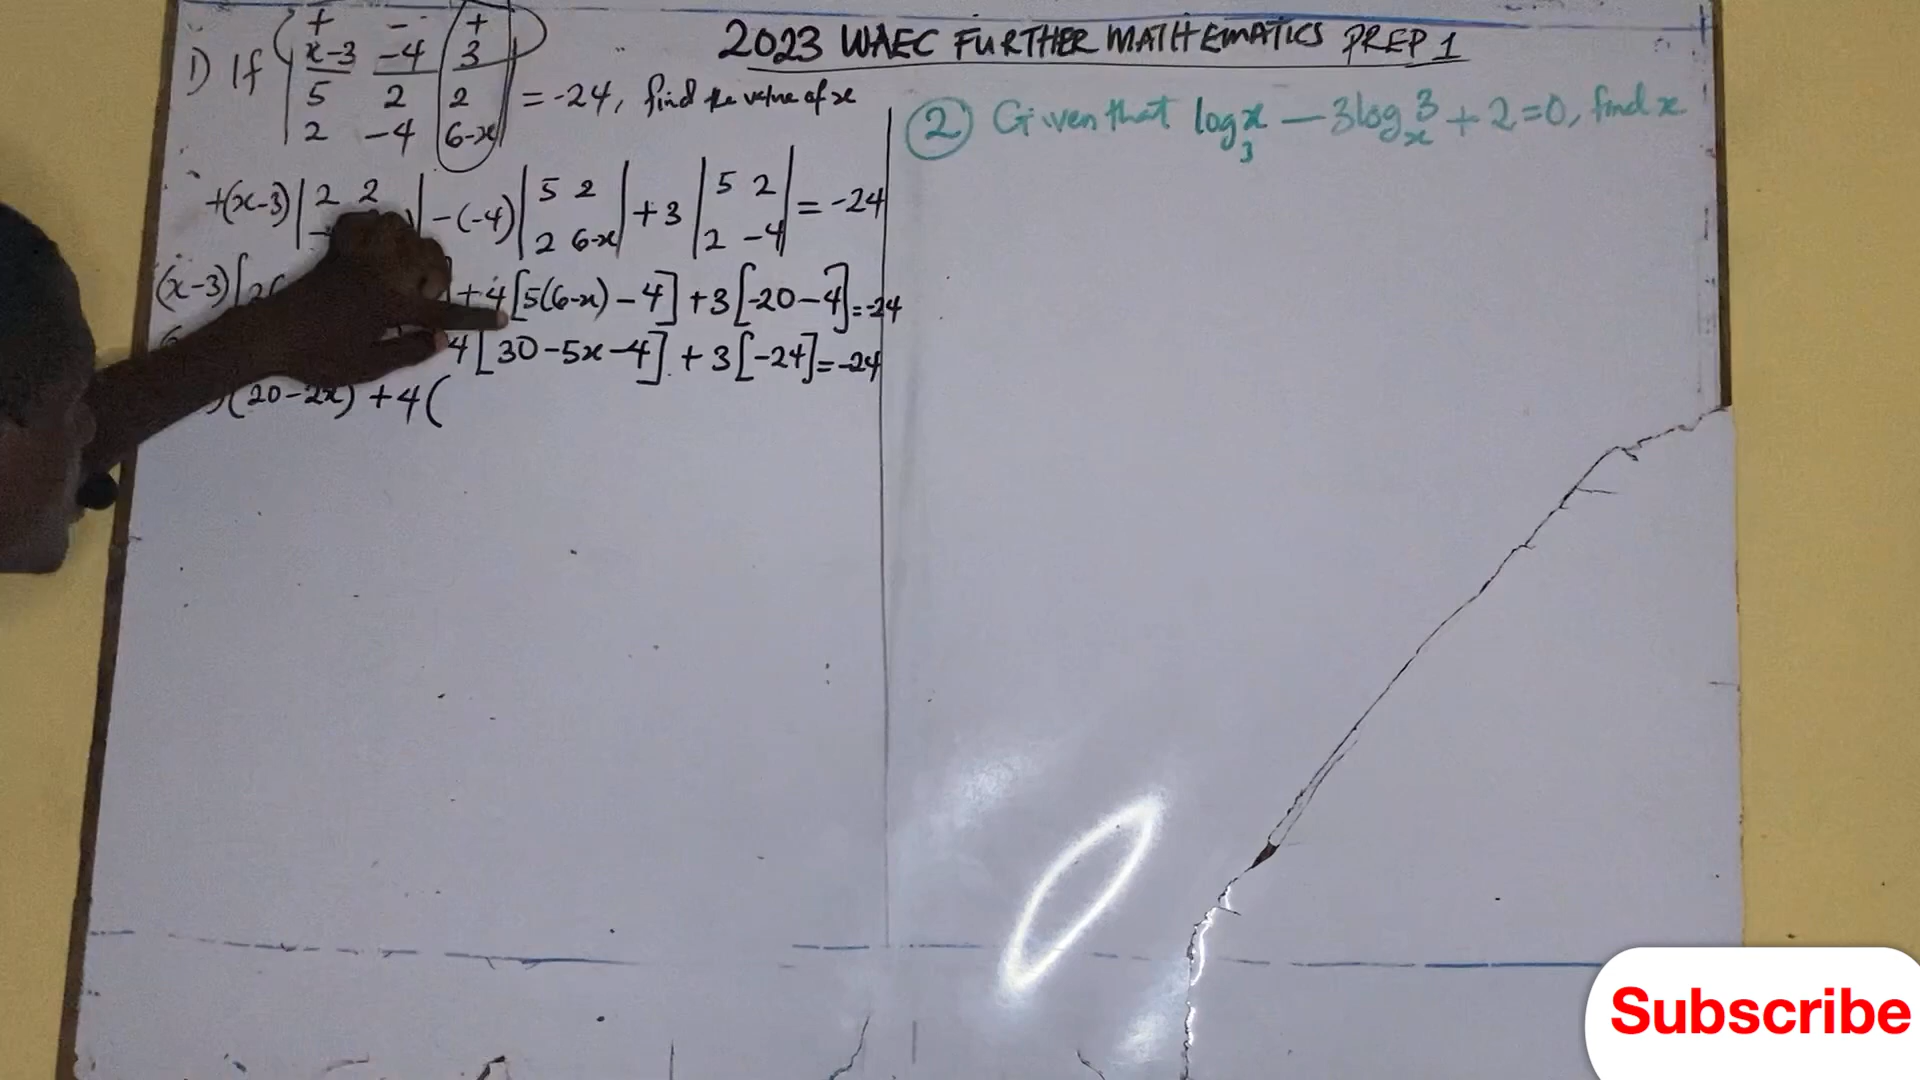 2023 WAEC FURTHER MATHEMATICS PREP 1
+ - +
1) If | x-3 -4 3 |
| 5 2 2 | = -24, find the value of x
| 2 -4 6-x |
+(x-3) | 2 2 | -(-4) | 5 2 | +3 | 5 2 | = -24
| 2 6-x | | 2 -4 |
(x-3)[2( +4[5(6-x)-4] +3[-20-4]=-24
4[30-5x-4] +3[-24]=-24
)(20-2x) +4(
② Given that log₃x - 3logₓ3 + 2=0, find x
Subscribe